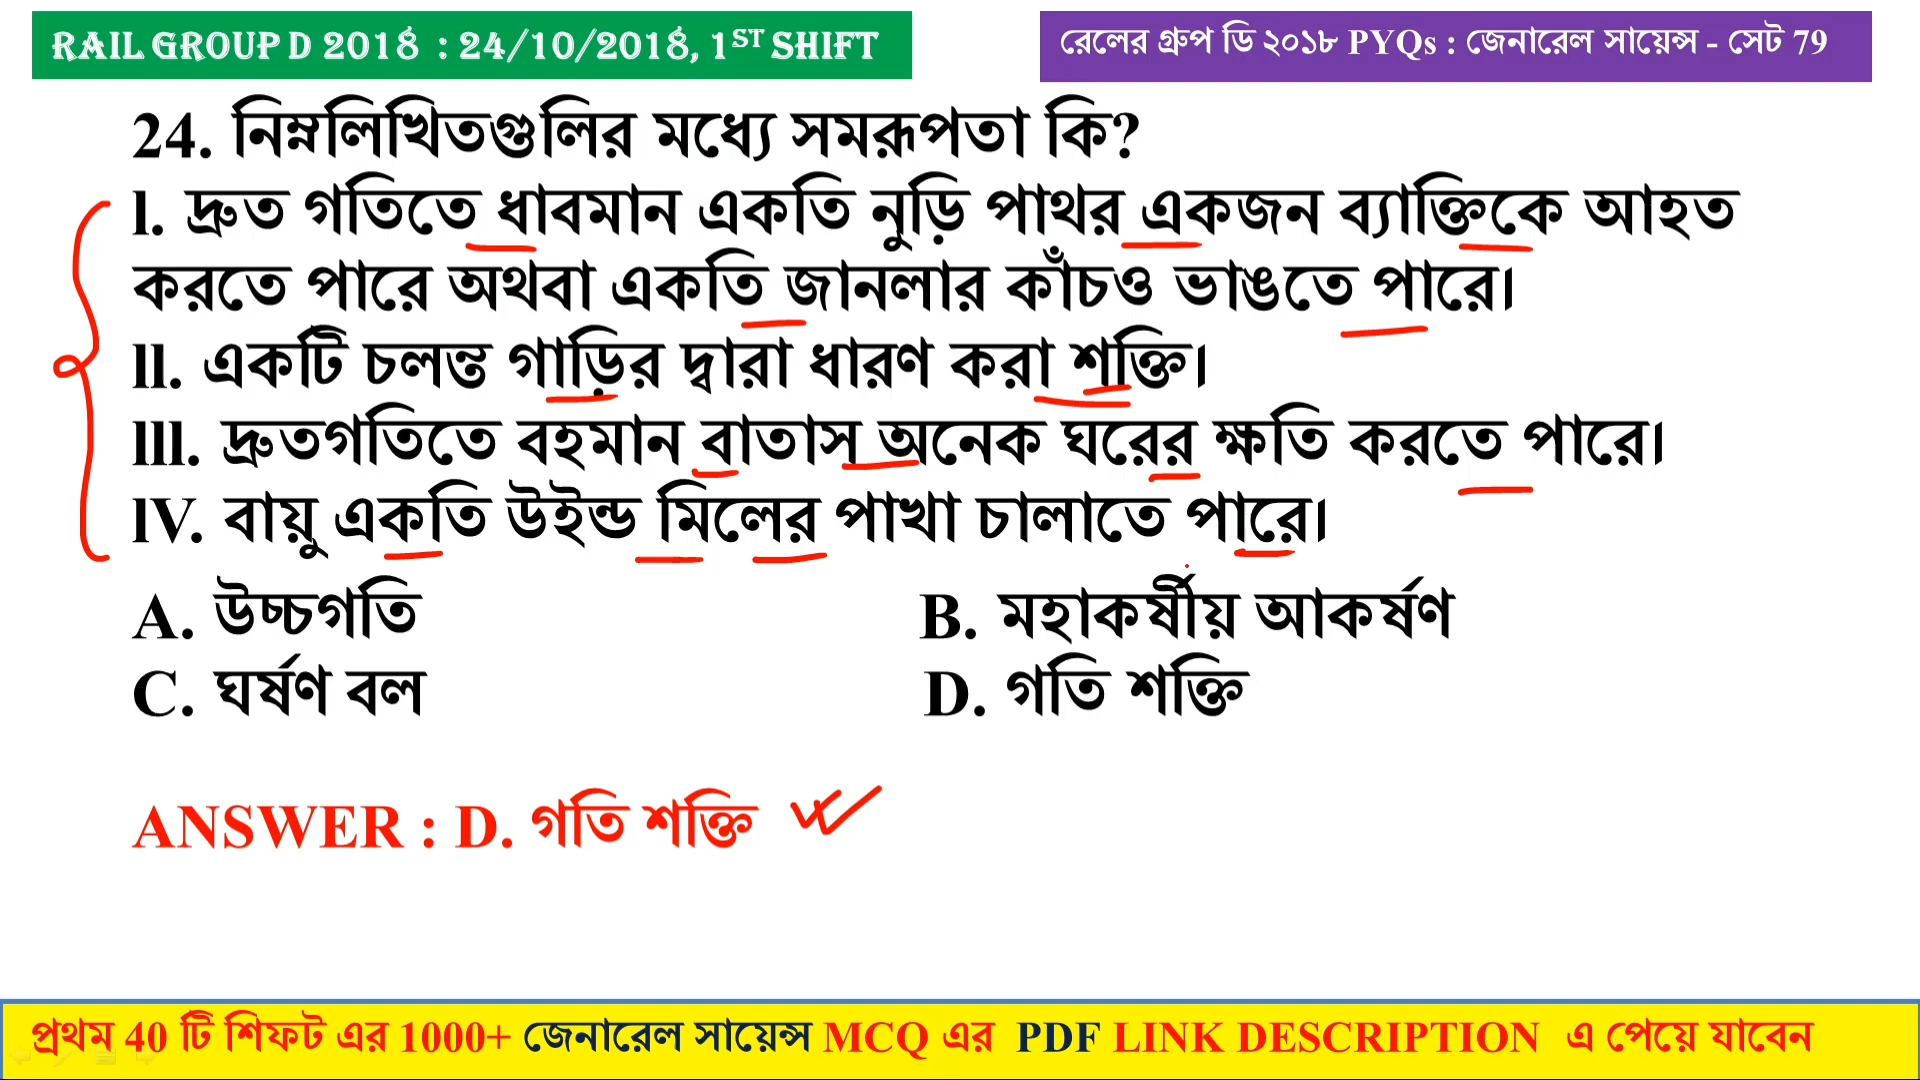 RAIL GROUP D 2018 : 24/10/2018, 1ST SHIFT
রেলের গ্রুপ ডি ২০১৮ PYQs : জেনারেল সায়েন্স - সেট 79
24. নিম্নলিখিতগুলির মধ্যে সমরূপতা কি?
I. দ্রুত গতিতে ধাবমান একতি নুড়ি পাথর একজন ব্যাক্তিকে আহত
করতে পারে অথবা একতি জানলার কাঁচও ভাঙতে পারে।
II. একটি চলন্ত গাড়ির দ্বারা ধারণ করা শক্তি।
III. দ্রুতগতিতে বহমান বাতাস অনেক ঘরের ক্ষতি করতে পারে।
IV. বায়ু একতি উইন্ড মিলের পাখা চালাতে পারে।
A. উচ্চগতি B. মহাকর্ষীয় আকর্ষণ
C. ঘর্ষণ বল D. গতি শক্তি
ANSWER : D. গতি শক্তি
প্রথম 40 টি শিফট এর 1000+ জেনারেল সায়েন্স MCQ এর PDF LINK DESCRIPTION এ পেয়ে যাবেন